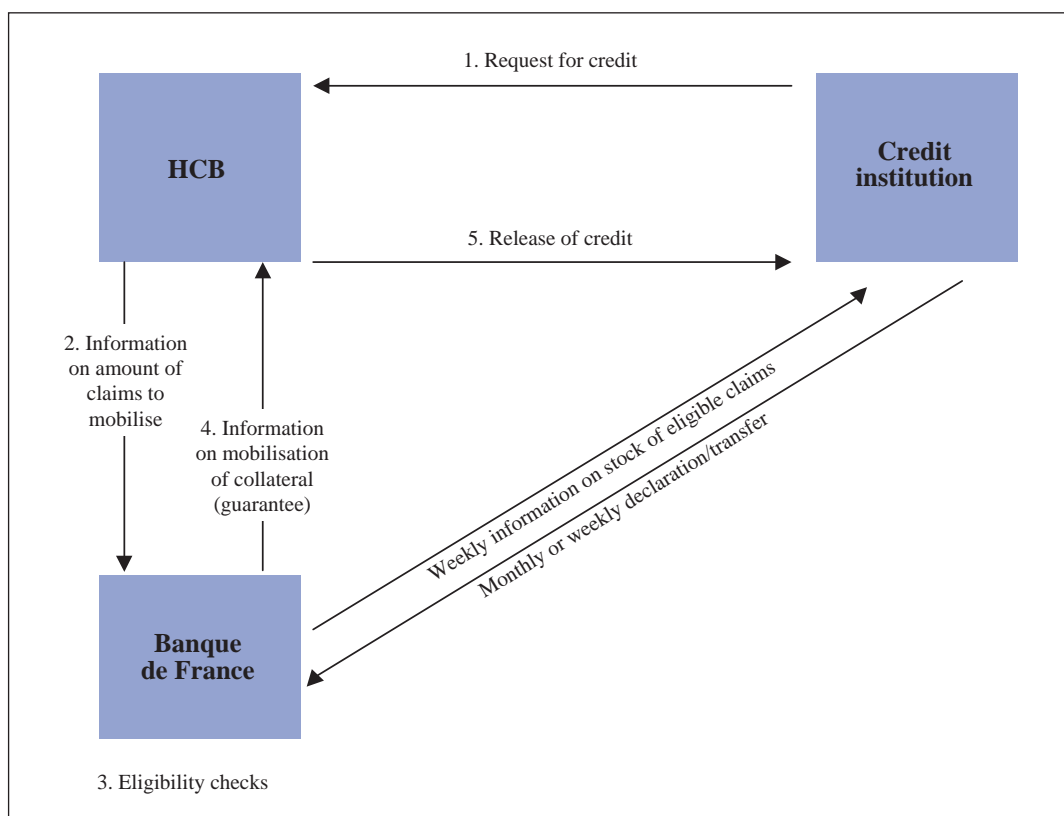 1. Request for credit
HCB
Credit
institution
5. Release of credit
2. Information
on amount of
claims to
mobilise
4. Information
on mobilisation
of collateral
(guarantee)
Weekly information on stock of eligible claims
Monthly or weekly declaration/transfer
Banque
de France
3. Eligibility checks